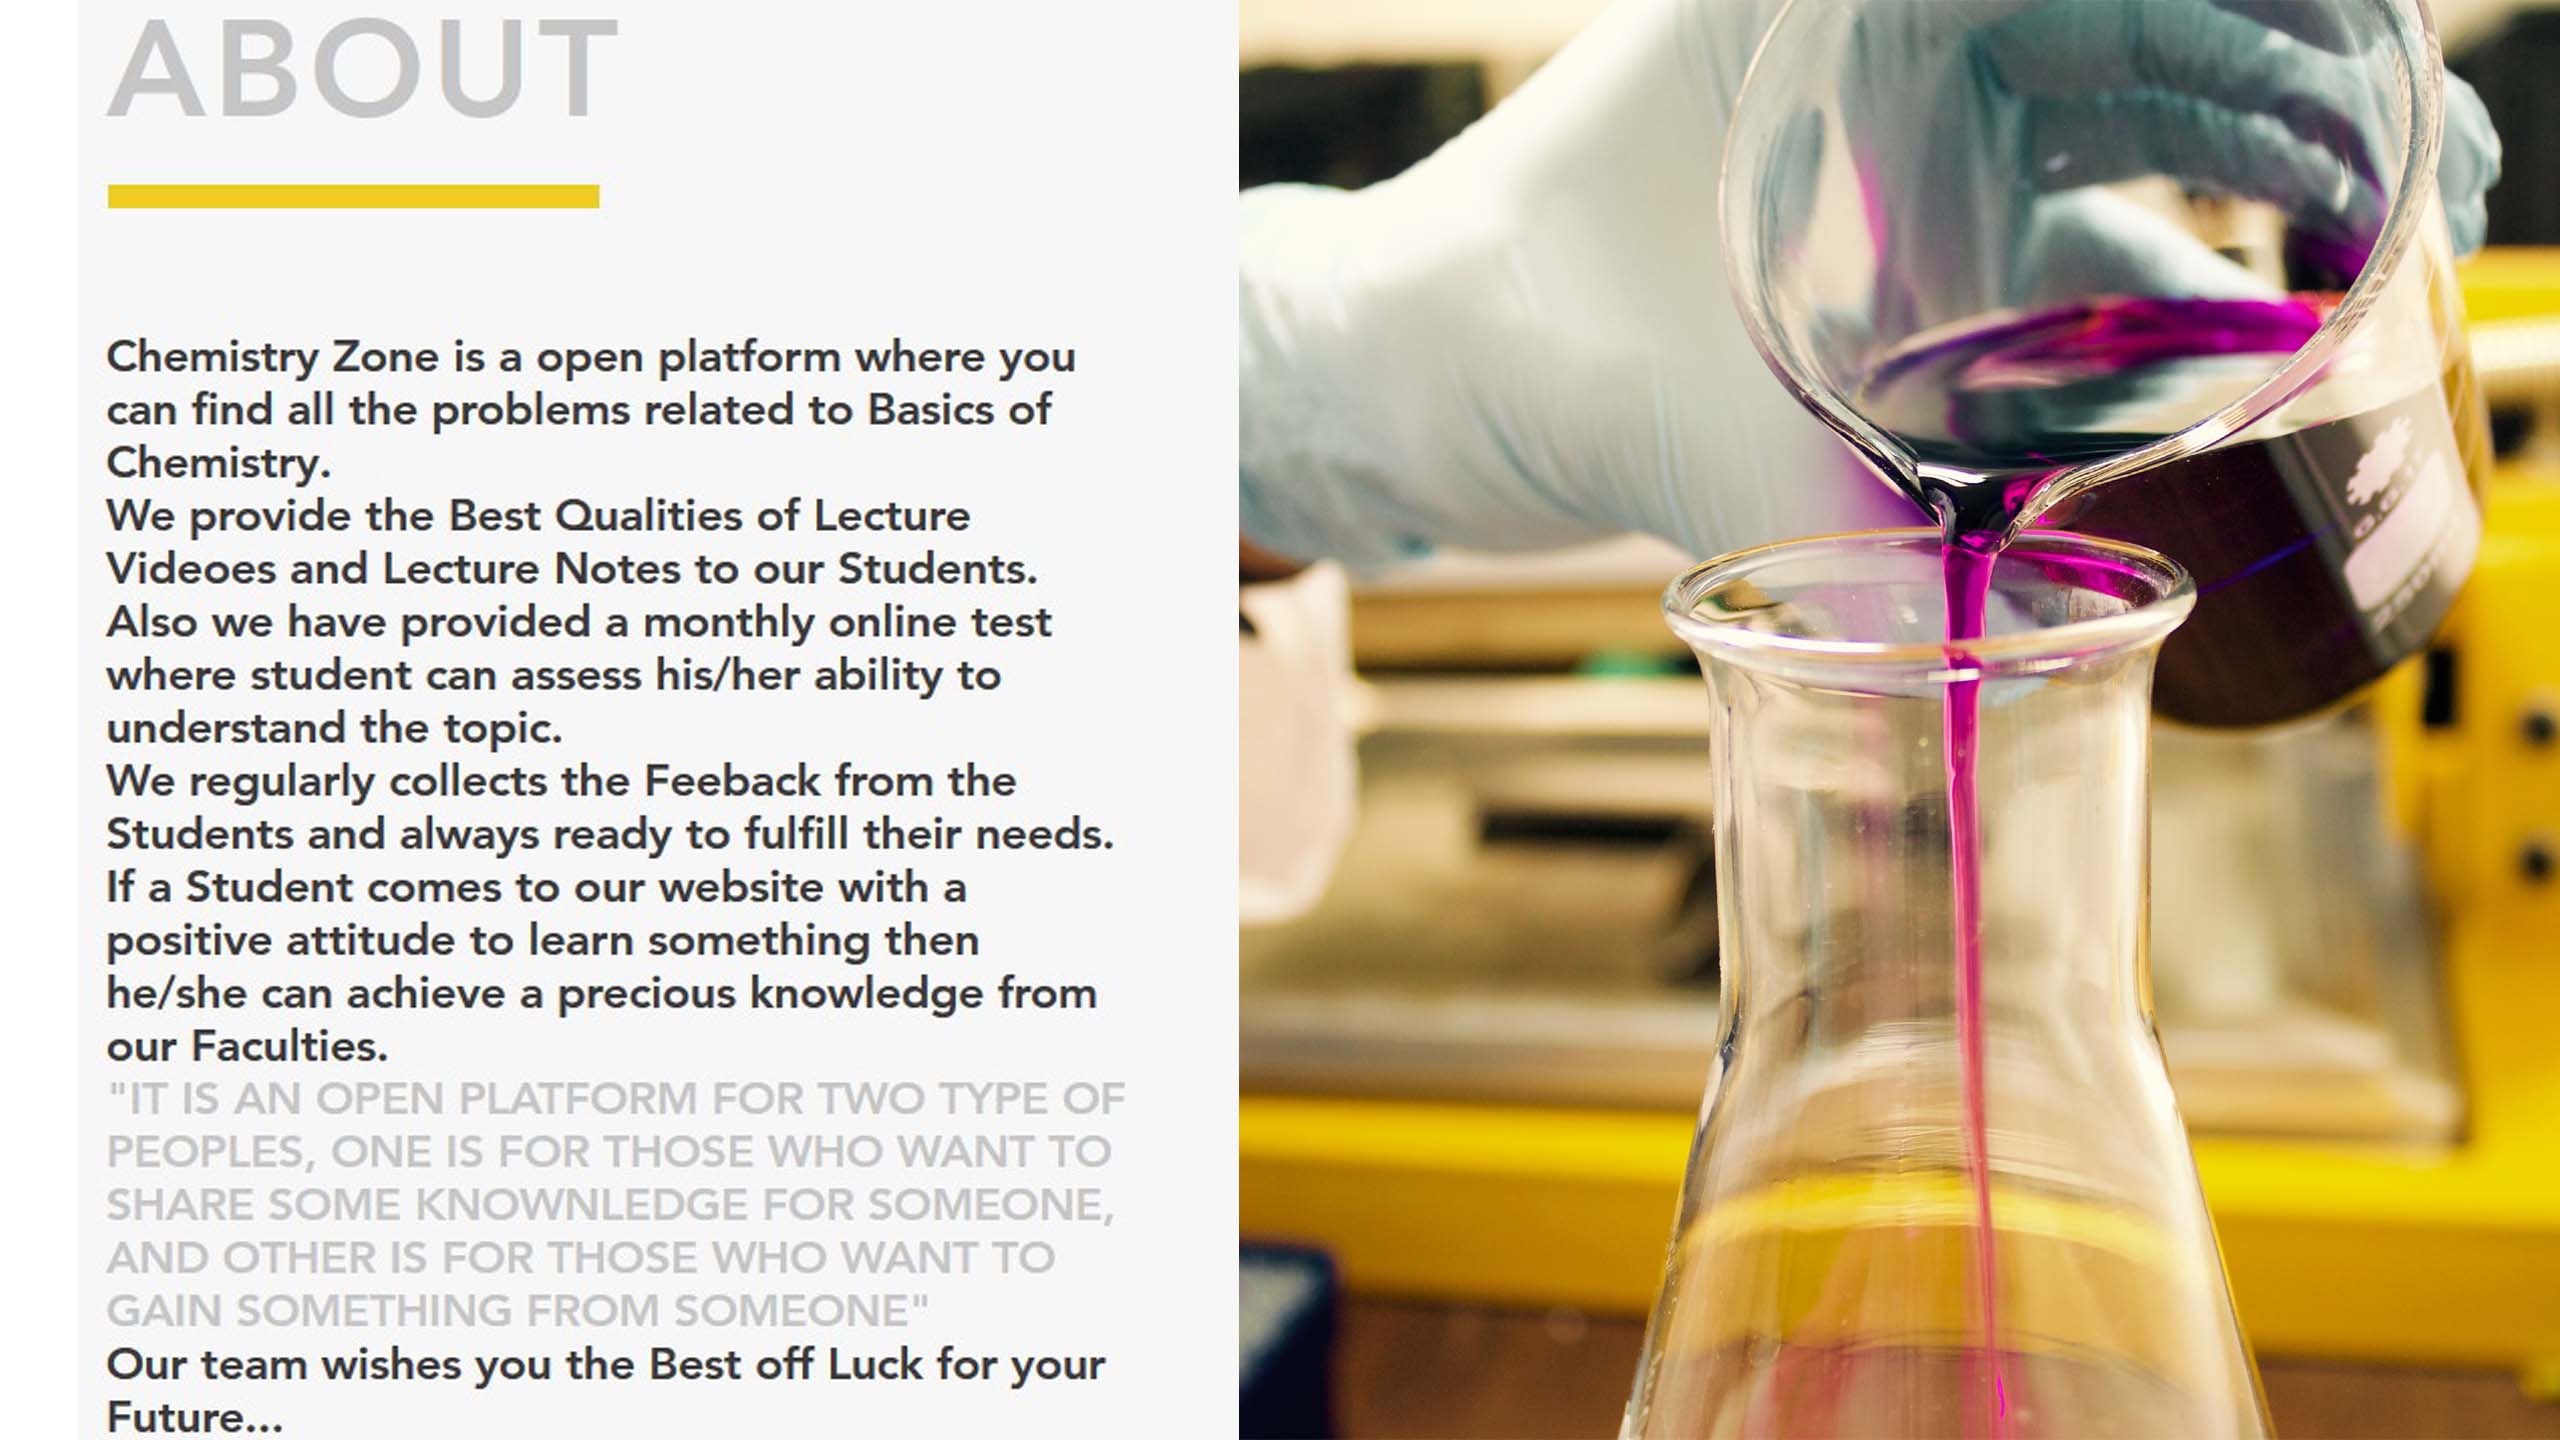 ABOUT
Chemistry Zone is a open platform where you
can find all the problems related to Basics of
Chemistry.
We provide the Best Qualities of Lecture
Videoes and Lecture Notes to our Students.
Also we have provided a monthly online test
where student can assess his/her ability to
understand the topic.
We regularly collects the Feeback from the
Students and always ready to fulfill their needs.
If a Student comes to our website with a
positive attitude to learn something then
he/she can achieve a precious knowledge from
our Faculties.
"IT IS AN OPEN PLATFORM FOR TWO TYPE OF
PEOPLES, ONE IS FOR THOSE WHO WANT TO
SHARE SOME KNOWNLEDGE FOR SOMEONE,
AND OTHER IS FOR THOSE WHO WANT TO
GAIN SOMETHING FROM SOMEONE"
Our team wishes you the Best off Luck for your
Future...